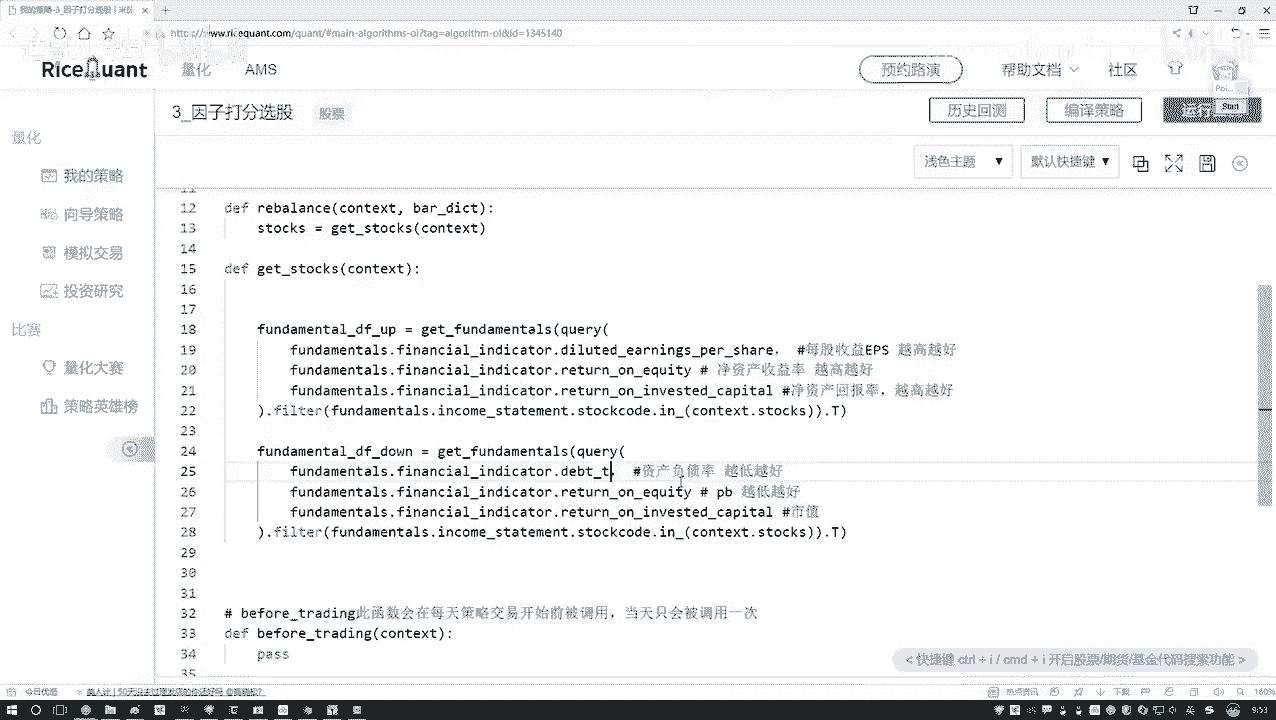 我的策略-3_因子打分选股
www.ricequant.com/quant/#main-algorithms-ol?tag=algorithm-ol&id=1345140
RiceQuant 量化 AMS 预约路演 帮助文档 社区
Start
3_因子打分选股 股票 历史回测 编译策略
浅色主题 默认快捷键
量化
我的策略
向导策略
模拟交易
投资研究
比赛
量化大赛
策略英雄榜
11
12 def rebalance(context, bar_dict):
13 stocks = get_stocks(context)
14
15 def get_stocks(context):
16
17
18 fundamental_df_up = get_fundamentals(query(
19 fundamentals.financial_indicator.diluted_earnings_per_share, #每股收益EPS 越高越好
20 fundamentals.financial_indicator.return_on_equity # 净资产收益率 越高越好
21 fundamentals.financial_indicator.return_on_invested_capital #净资产回报率，越高越好
22 ).filter(fundamentals.income_statement.stockcode.in_(context.stocks)).T)
23
24 fundamental_df_down = get_fundamentals(query(
25 fundamentals.financial_indicator.debt_t, #资产负债率 越低越好
26 fundamentals.financial_indicator.return_on_equity # pb 越低越好
27 fundamentals.financial_indicator.return_on_invested_capital #市值
28 ).filter(fundamentals.income_statement.stockcode.in_(context.stocks)).T)
29
30
31
32 # before_trading此函数会在每天策略交易开始前被调用，当天只会被调用一次
33 def before_trading(context):
34 pass
35
< 快捷键 ctrl + i / cmd + i 开启股票/期货/基金代码搜索功能 >
今日优选
热点资讯 下载 160%
9:53